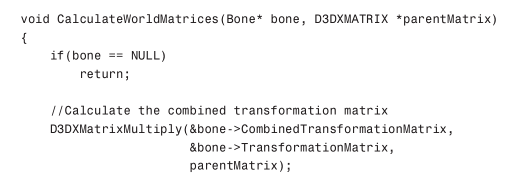 void CalculateWorldMatrices(Bone* bone, D3DXMATRIX *parentMatrix)
{
    if(bone == NULL)
        return;

    //Calculate the combined transformation matrix
    D3DXMatrixMultiply(&bone->CombinedTransformationMatrix,
                       &bone->TransformationMatrix,
                       parentMatrix);